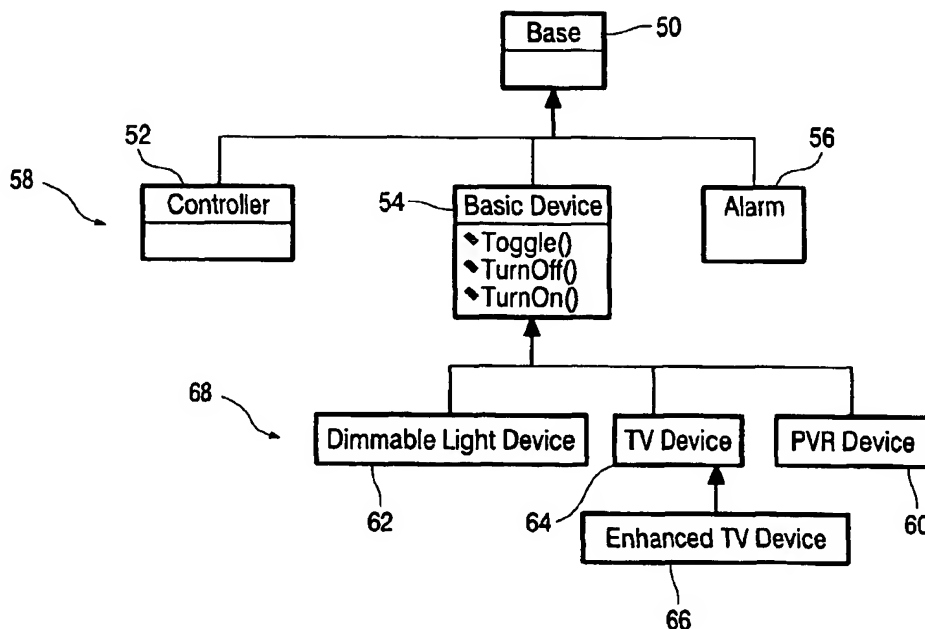 Base
50
52
56
58
Controller
54
Basic Device
Alarm
Toggle()
TurnOff()
TurnOn()
68
Dimmable Light Device
TV Device
PVR Device
62
64
60
Enhanced TV Device
66